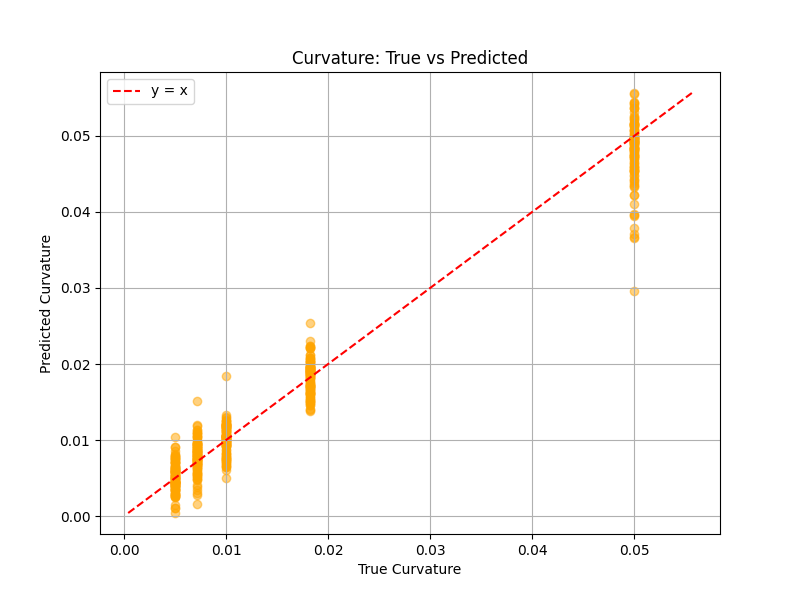 Curvature: True vs Predicted
y = x
Predicted Curvature
0.05
0.04
0.03
0.02
0.01
0.00
0.00 0.01 0.02 0.03 0.04 0.05
True Curvature